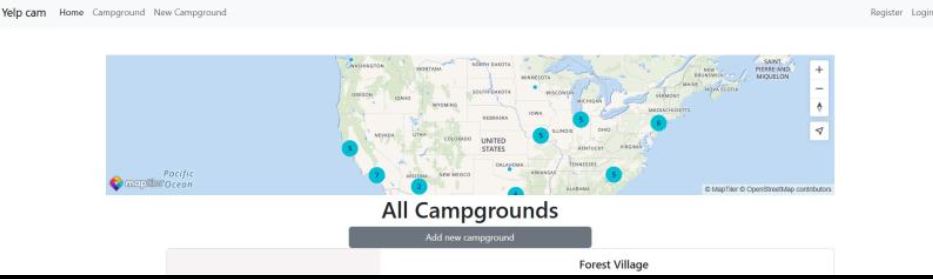 Yelp cam Home Campground New Campground Register Login
WASHINGTON
MONTANA
NORTH DAKOTA
MINNESOTA
SAINT
PIERRE AND
MIQUELON
NEW
BRUNSWICK
MAINE
NOVA SCOTIA
OREGON
IDAHO
SOUTH DAKOTA
WISCONSIN
MICHIGAN
VERMONT
WYOMING
MASSACHUSETTS
NEBRASKA
IOWA
5
6
NEVADA
UTAH
COLORADO
UNITED
STATES
5
ILLINOIS
OHIO
5
KENTUCKY
VIRGINIA
7
ARIZONA
NEW MEXICO
OKLAHOMA
ARKANSAS
TENNESSEE
5
2
ALABAMA
Pacific
Ocean
maptiler
© MapTiler © OpenStreetMap contributors
All Campgrounds
Add new campground
Forest Village